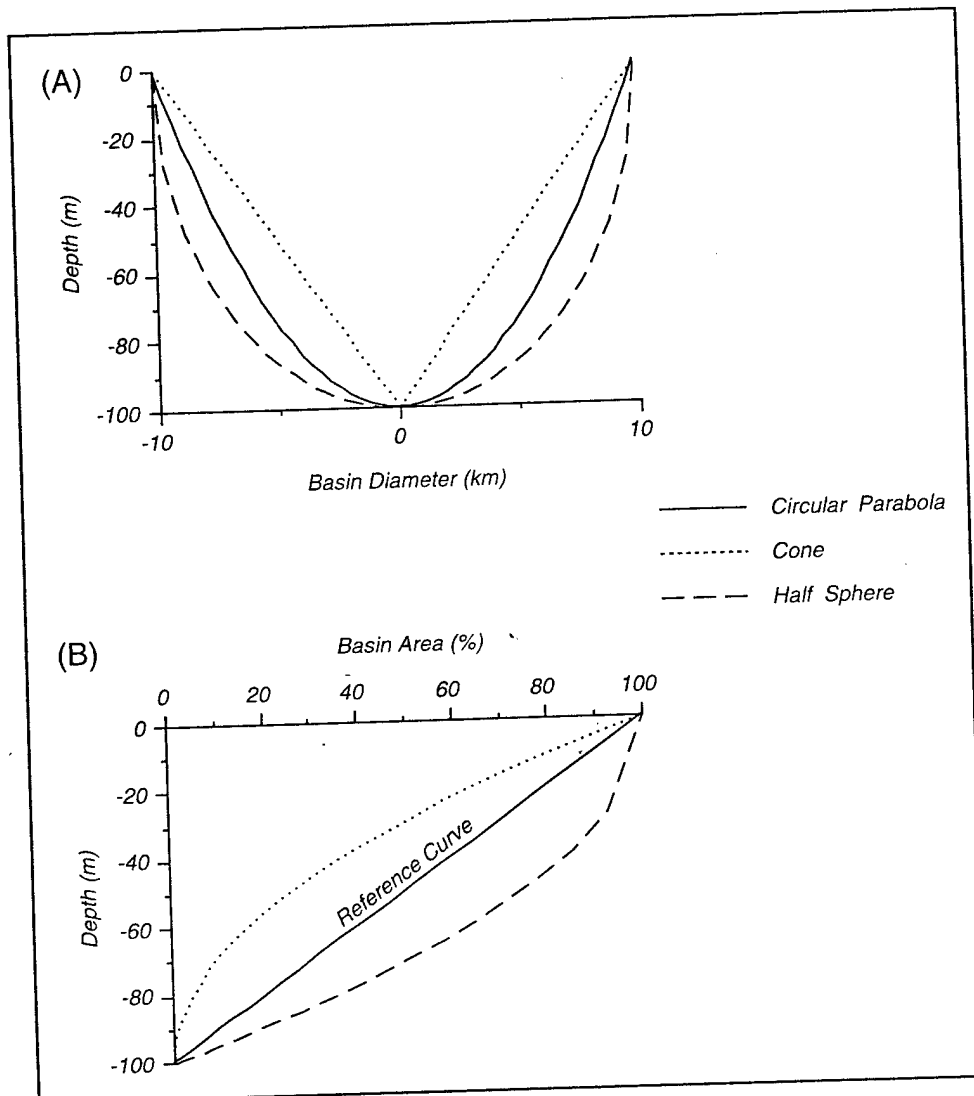 (A)
0
-20
-40
-60
-80
-100
Depth (m)
-10
0
10
Basin Diameter (km)
Circular Parabola
Cone
Half Sphere
(B)
Basin Area (%)
0
20
40
60
80
100
0
-20
-40
-60
-80
-100
Depth (m)
Reference Curve